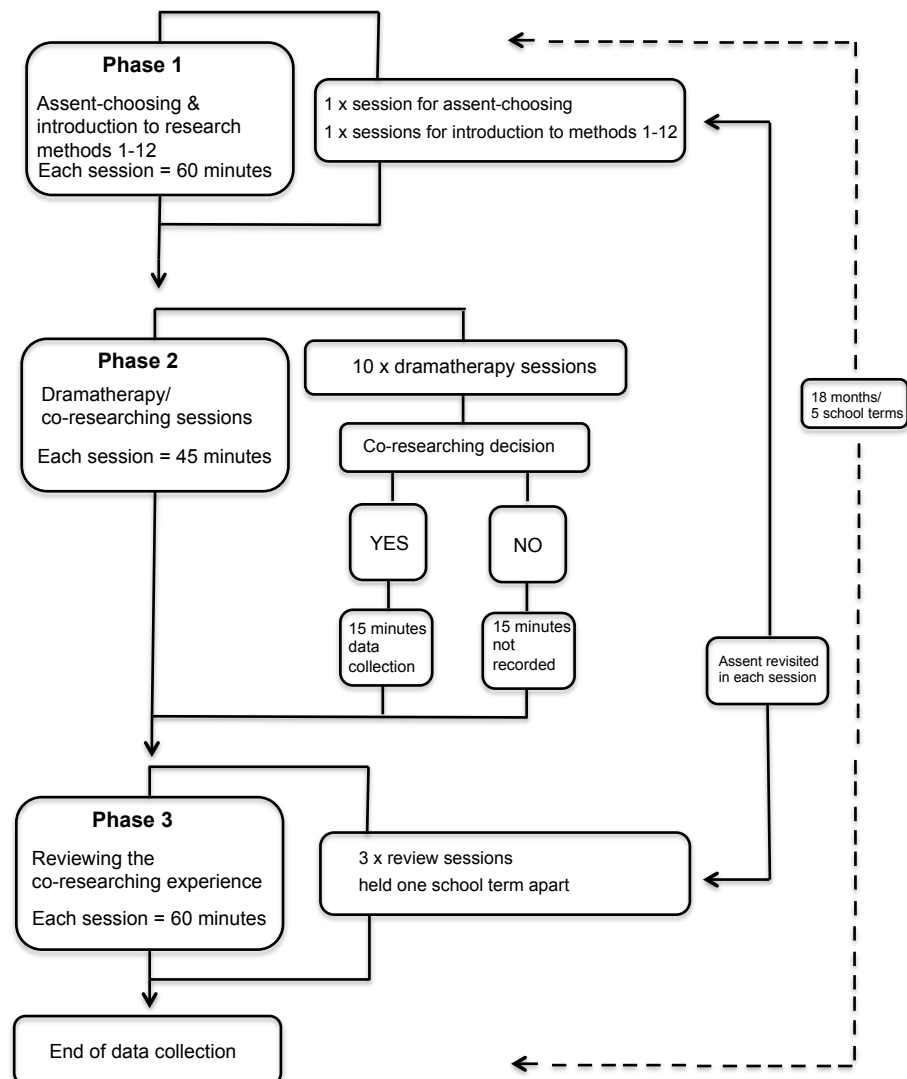 Phase 1
Assent-choosing &
introduction to research
methods 1-12
Each session = 60 minutes
1 x session for assent-choosing
1 x sessions for introduction to methods 1-12
Phase 2
Dramatherapy/
co-researching sessions
Each session = 45 minutes
10 x dramatherapy sessions
Co-researching decision
YES
NO
15 minutes
data
collection
15 minutes
not
recorded
18 months/
5 school terms
Assent revisited
in each session
Phase 3
Reviewing the
co-researching experience
Each session = 60 minutes
3 x review sessions
held one school term apart
End of data collection